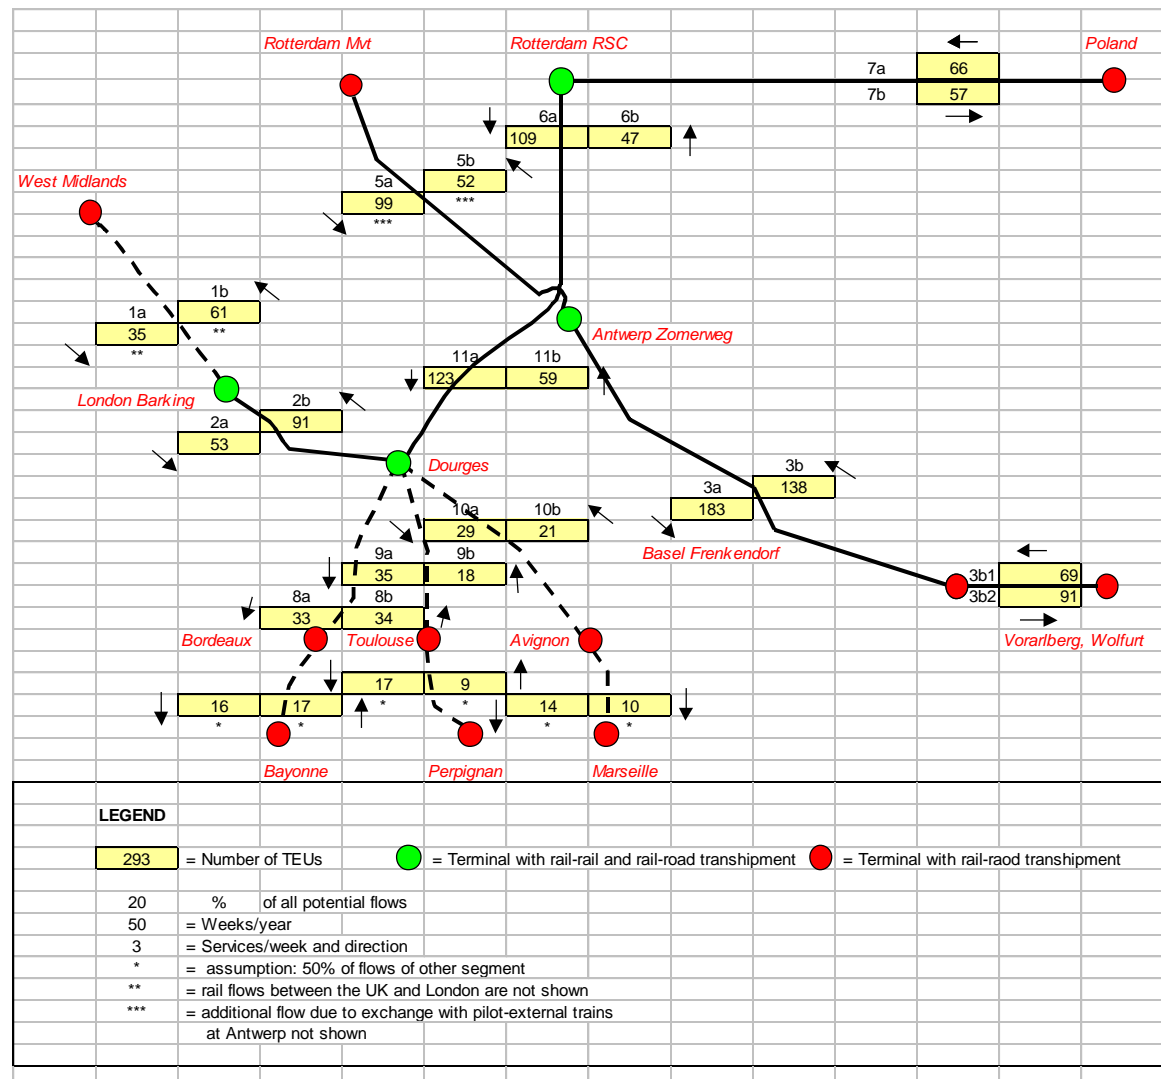 Rotterdam Mvt
Rotterdam RSC
Poland
7a
66
7b
57
6a
6b
109
47
5b
5a
52
99
***
***
West Midlands
1b
1a
61
35
**
**
Antwerp Zomerweg
11a
11b
123
59
London Barking
2b
2a
91
53
Dourges
3b
3a
138
183
10a
10b
29
21
Basel Frenkendorf
9a
9b
35
18
3b1
69
3b2
91
8a
8b
33
34
Bordeaux
Toulouse
Avignon
Vorarlberg, Wolfurt
17
9
16
17
*
*
14
10
*
*
*
*
Bayonne
Perpignan
Marseille
LEGEND
293 = Number of TEUs = Terminal with rail-rail and rail-road transhipment = Terminal with rail-raod transhipment
20 % of all potential flows
50 = Weeks/year
3 = Services/week and direction
* = assumption: 50% of flows of other segment
** = rail flows between the UK and London are not shown
*** = additional flow due to exchange with pilot-external trains
at Antwerp not shown